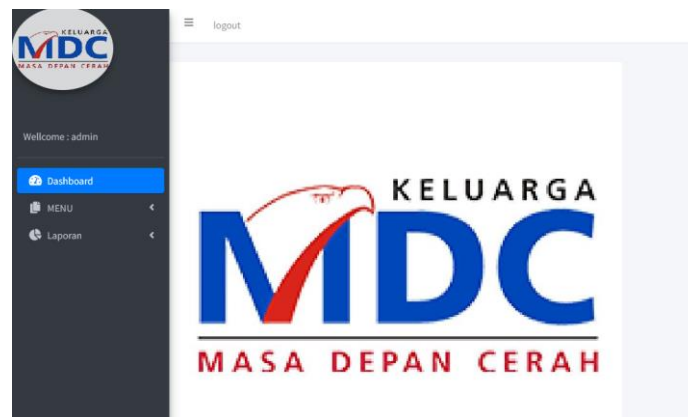 KELUARGA
MDC
MASA DEPAN CERAH
logout
Wellcome : admin
Dashboard
MENU
Laporan
KELUARGA
MDC
MASA DEPAN CERAH